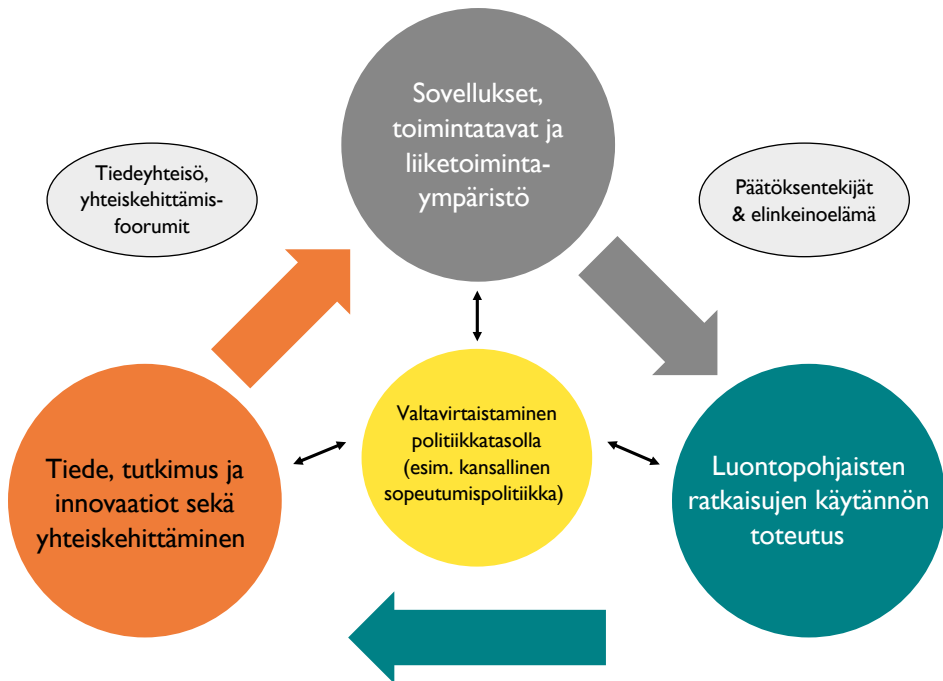 Sovellukset,
toimintatavat ja
liiketoiminta-
ympäristö
Tiedeyhteisö,
yhteiskehittämis-
foorumit
Päätöksentekijät
& elinkeinoelämä
Valtavirtaistaminen
politiikkatasolla
(esim. kansallinen
sopeutumispolitiikka)
Tiede, tutkimus ja
innovaatiot sekä
yhteiskehittäminen
Luontopohjaisten
ratkaisujen käytännön
toteutus